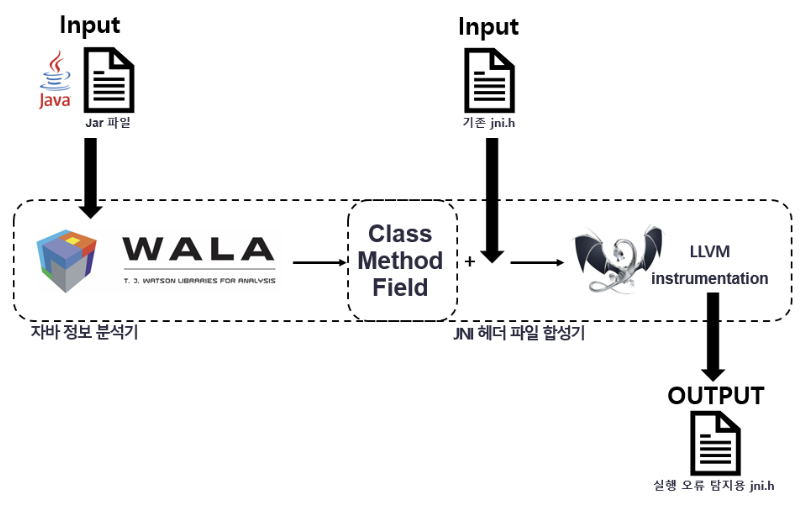 Input
Java
Jar 파일
Input
기존 jni.h
WALA
T. J. WATSON LIBRARIES FOR ANALYSIS
Class
Method
Field
+
LLVM
instrumentation
자바 정보 분석기
JNI 헤더 파일 합성기
OUTPUT
실행 오류 탐지용 jni.h